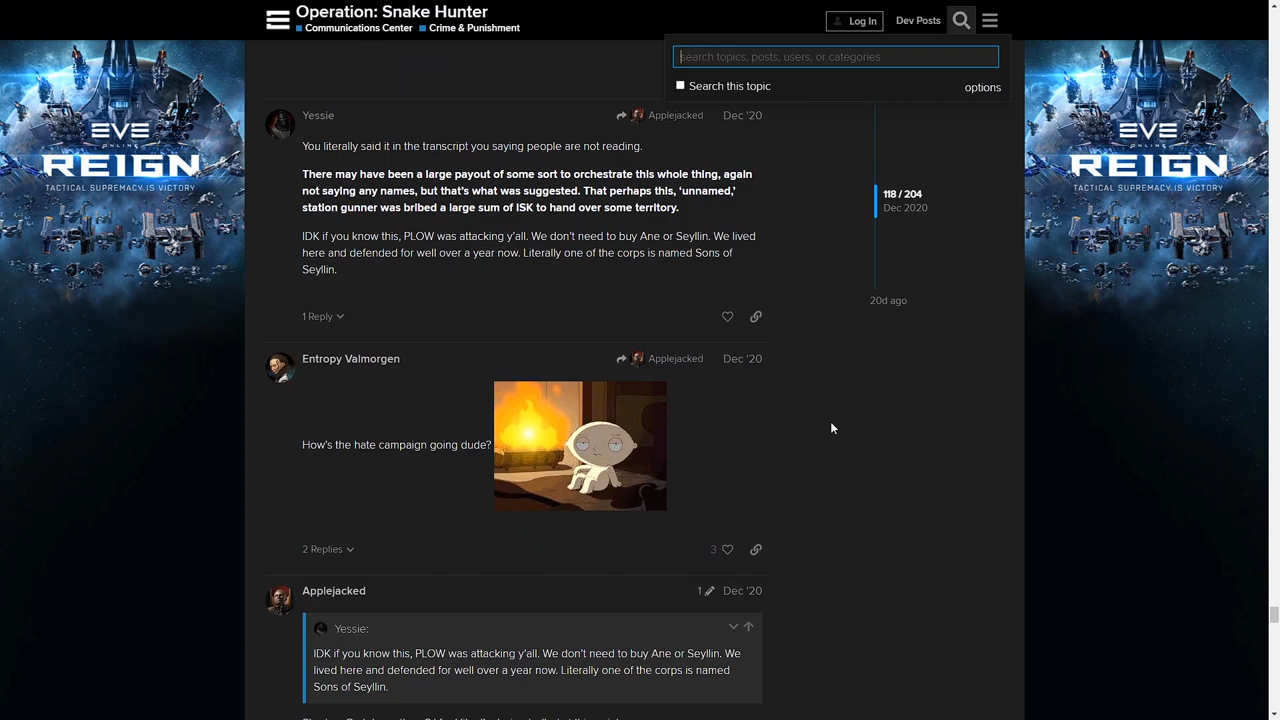 Operation: Snake Hunter
Communications Center Crime & Punishment
Log In
Dev Posts
Search topics, posts, users, or categories
Search this topic
options
EVE
ONLINE
REIGN
TACTICAL SUPREMACY IS VICTORY
EVE
ONLINE
REIGN
TACTICAL SUPREMACY IS VICTORY
Yessie
Applejacked
Dec '20
You literally said it in the transcript you saying people are not reading.
There may have been a large payout of some sort to orchestrate this whole thing, again
not saying any names, but that's what was suggested. That perhaps this, 'unnamed,'
station gunner was bribed a large sum of ISK to hand over some territory.
IDK if you know this, PLOW was attacking y'all. We don't need to buy Ane or Seyllin. We lived
here and defended for well over a year now. Literally one of the corps is named Sons of
Seyllin.
1 Reply
118 / 204
Dec 2020
20d ago
Entropy Valmorgen
Applejacked
Dec '20
How's the hate campaign going dude?
2 Replies
3
Applejacked
1
Dec '20
Yessie:
IDK if you know this, PLOW was attacking y'all. We don't need to buy Ane or Seyllin. We
lived here and defended for well over a year now. Literally one of the corps is named
Sons of Seyllin.